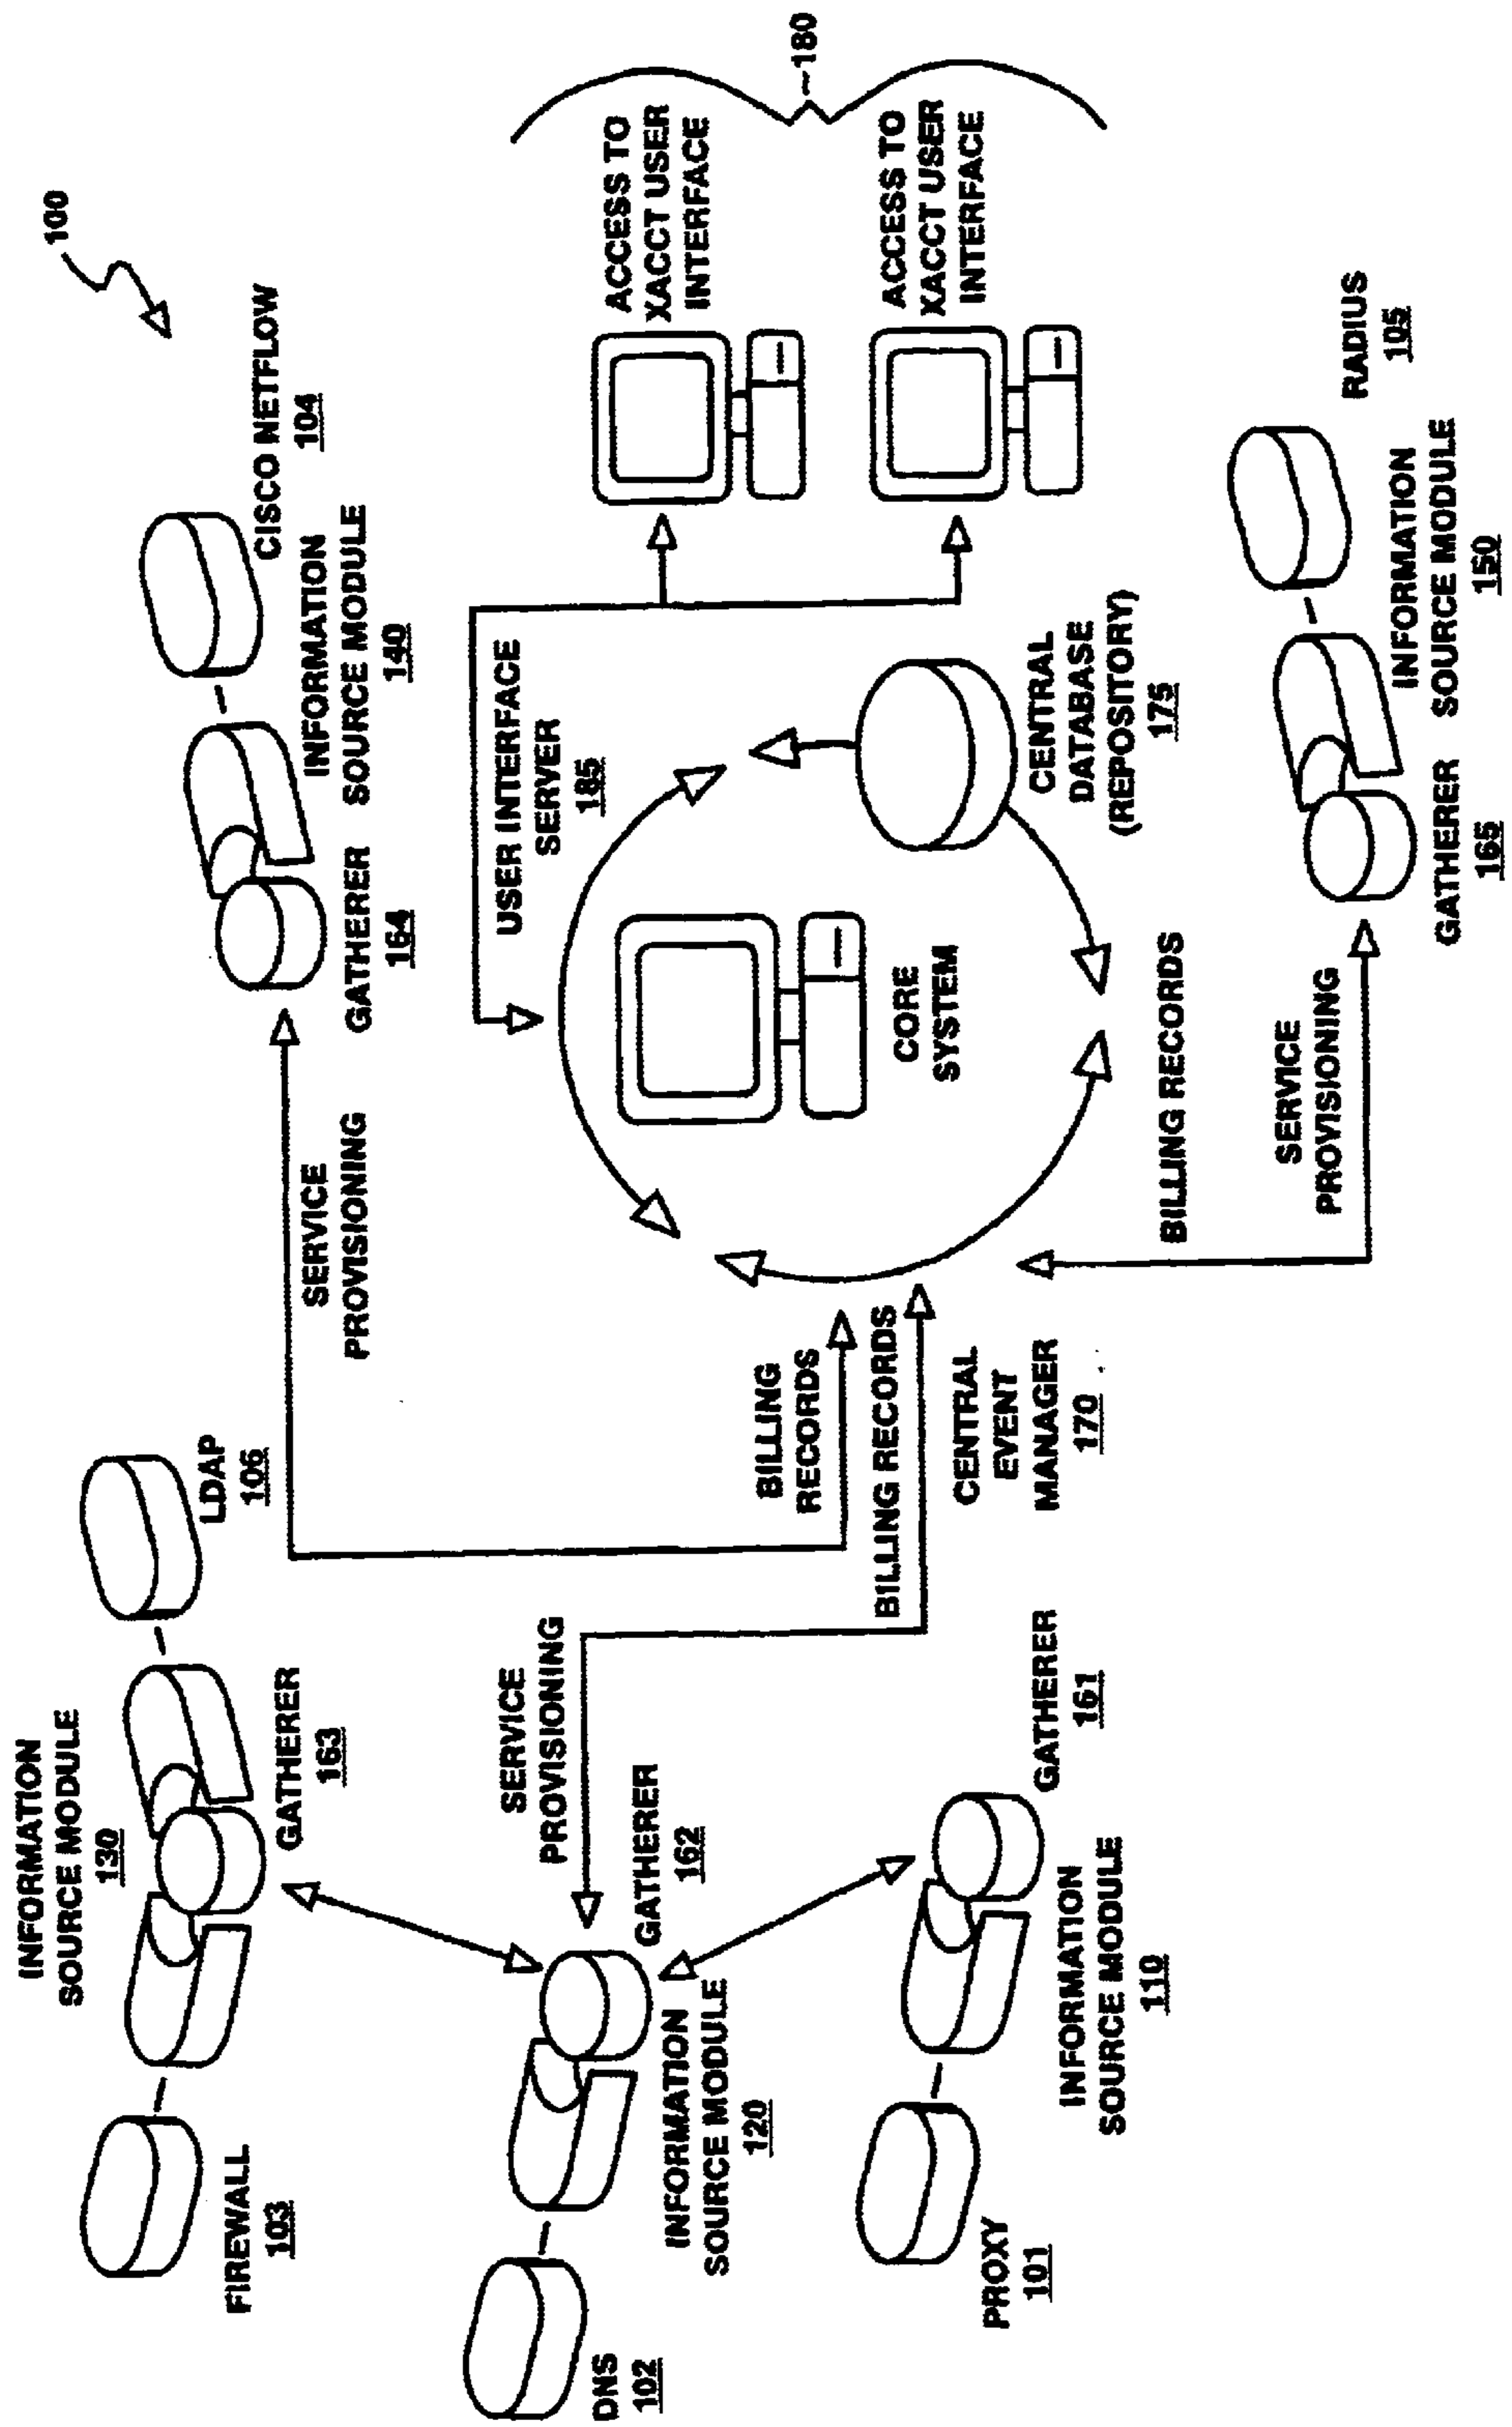 100
INFORMATION
SOURCE MODULE
130
LDAP
106
FIREWALL
103
GATHERER
163
CISCO NETFLOW
104
INFORMATION
SOURCE MODULE
140
GATHERER
164
SERVICE
PROVISIONING
DNS
102
INFORMATION
SOURCE MODULE
120
GATHERER
162
SERVICE
PROVISIONING
USER INTERFACE
SERVER
185
ACCESS TO
XACCT USER
INTERFACE
ACCESS TO
XACCT USER
INTERFACE
~180
BILLING
RECORDS
BILLING RECORDS
CORE
SYSTEM
CENTRAL
DATABASE
(REPOSITORY)
175
CENTRAL
EVENT
MANAGER
170
PROXY
101
INFORMATION
SOURCE MODULE
110
GATHERER
161
BILLING RECORDS
SERVICE
PROVISIONING
RADIUS
105
INFORMATION
SOURCE MODULE
150
GATHERER
165